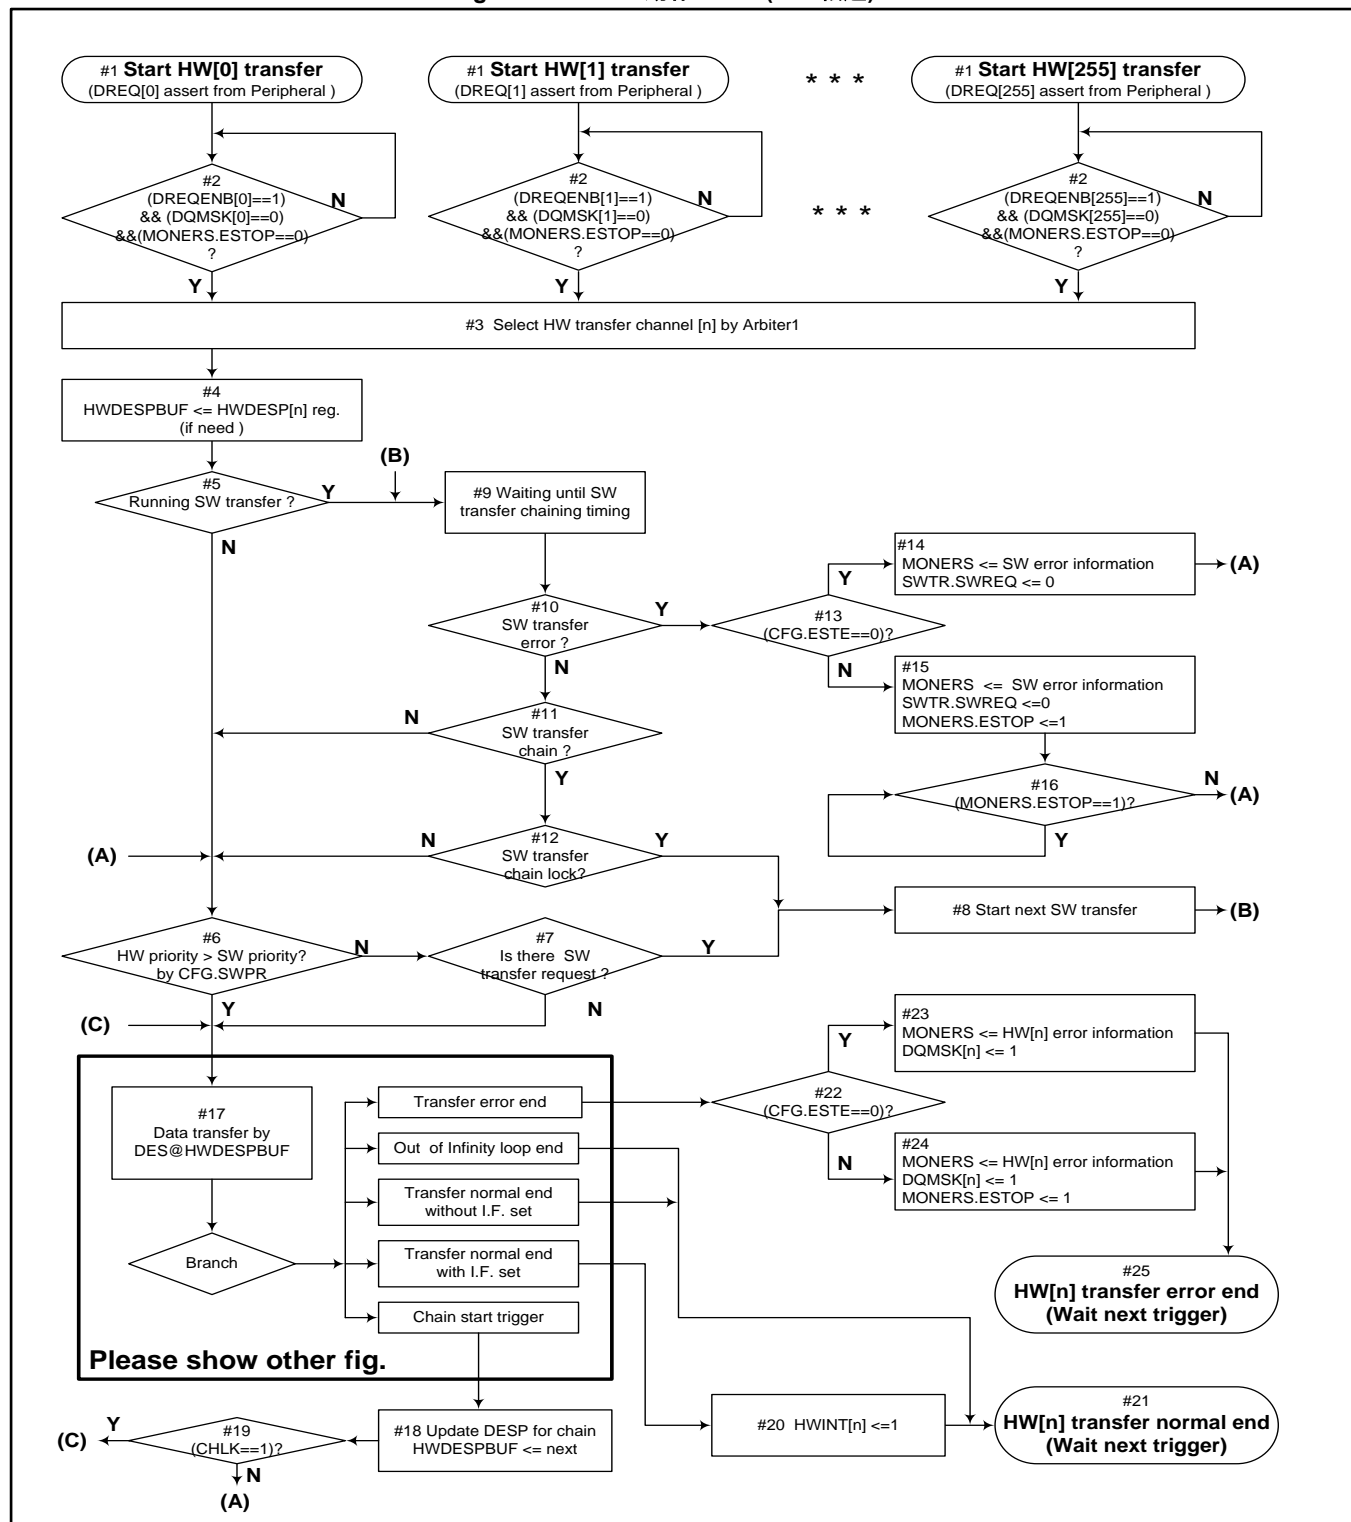 #1 Start HW[0] transfer
(DREQ[0] assert from Peripheral )
#1 Start HW[1] transfer
(DREQ[1] assert from Peripheral )
* * *
#1 Start HW[255] transfer
(DREQ[255] assert from Peripheral )
#2
(DREQENB[0]==1)
&& (DQMSK[0]==0)
&&(MONERS.ESTOP==0)
?
N
Y
#2
(DREQENB[1]==1)
&& (DQMSK[1]==0)
&&(MONERS.ESTOP==0)
?
N
Y
* * *
#2
(DREQENB[255]==1)
&& (DQMSK[255]==0)
&&(MONERS.ESTOP==0)
?
N
Y
#3 Select HW transfer channel [n] by Arbiter1
#4
HWDESPBUF <= HWDESP[n] reg.
(if need )
#5
Running SW transfer ?
Y
N
(B)
#9 Waiting until SW
transfer chaining timing
#10
SW transfer
error ?
Y
N
#13
(CFG.ESTE==0)?
Y
N
#14
MONERS <= SW error information
SWTR.SWREQ <= 0
(A)
#15
MONERS <= SW error information
SWTR.SWREQ <=0
MONERS.ESTOP <=1
#11
SW transfer
chain ?
N
Y
#16
(MONERS.ESTOP==1)?
N
(A)
Y
(A)
#12
SW transfer
chain lock?
N
Y
#8 Start next SW transfer
(B)
#6
HW priority > SW priority?
by CFG.SWPR
N
Y
#7
Is there SW
transfer request ?
Y
N
(C)
#17
Data transfer by
DES@HWDESPBUF
Branch
Transfer error end
Out of Infinity loop end
Transfer normal end
without I.F. set
Transfer normal end
with I.F. set
Chain start trigger
Please show other fig.
#22
(CFG.ESTE==0)?
Y
N
#23
MONERS <= HW[n] error information
DQMSK[n] <= 1
#24
MONERS <= HW[n] error information
DQMSK[n] <= 1
MONERS.ESTOP <= 1
#25
HW[n] transfer error end
(Wait next trigger)
#18 Update DESP for chain
HWDESPBUF <= next
#19
(CHLK==1)?
Y
(C)
N
(A)
#20 HWINT[n] <=1
#21
HW[n] transfer normal end
(Wait next trigger)